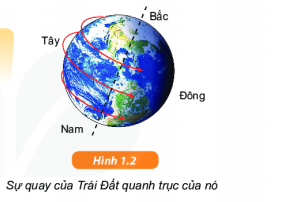 Bắc
Tây
Đông
Nam
Hình 1.2
Sự quay của Trái Đất quanh trục của nó